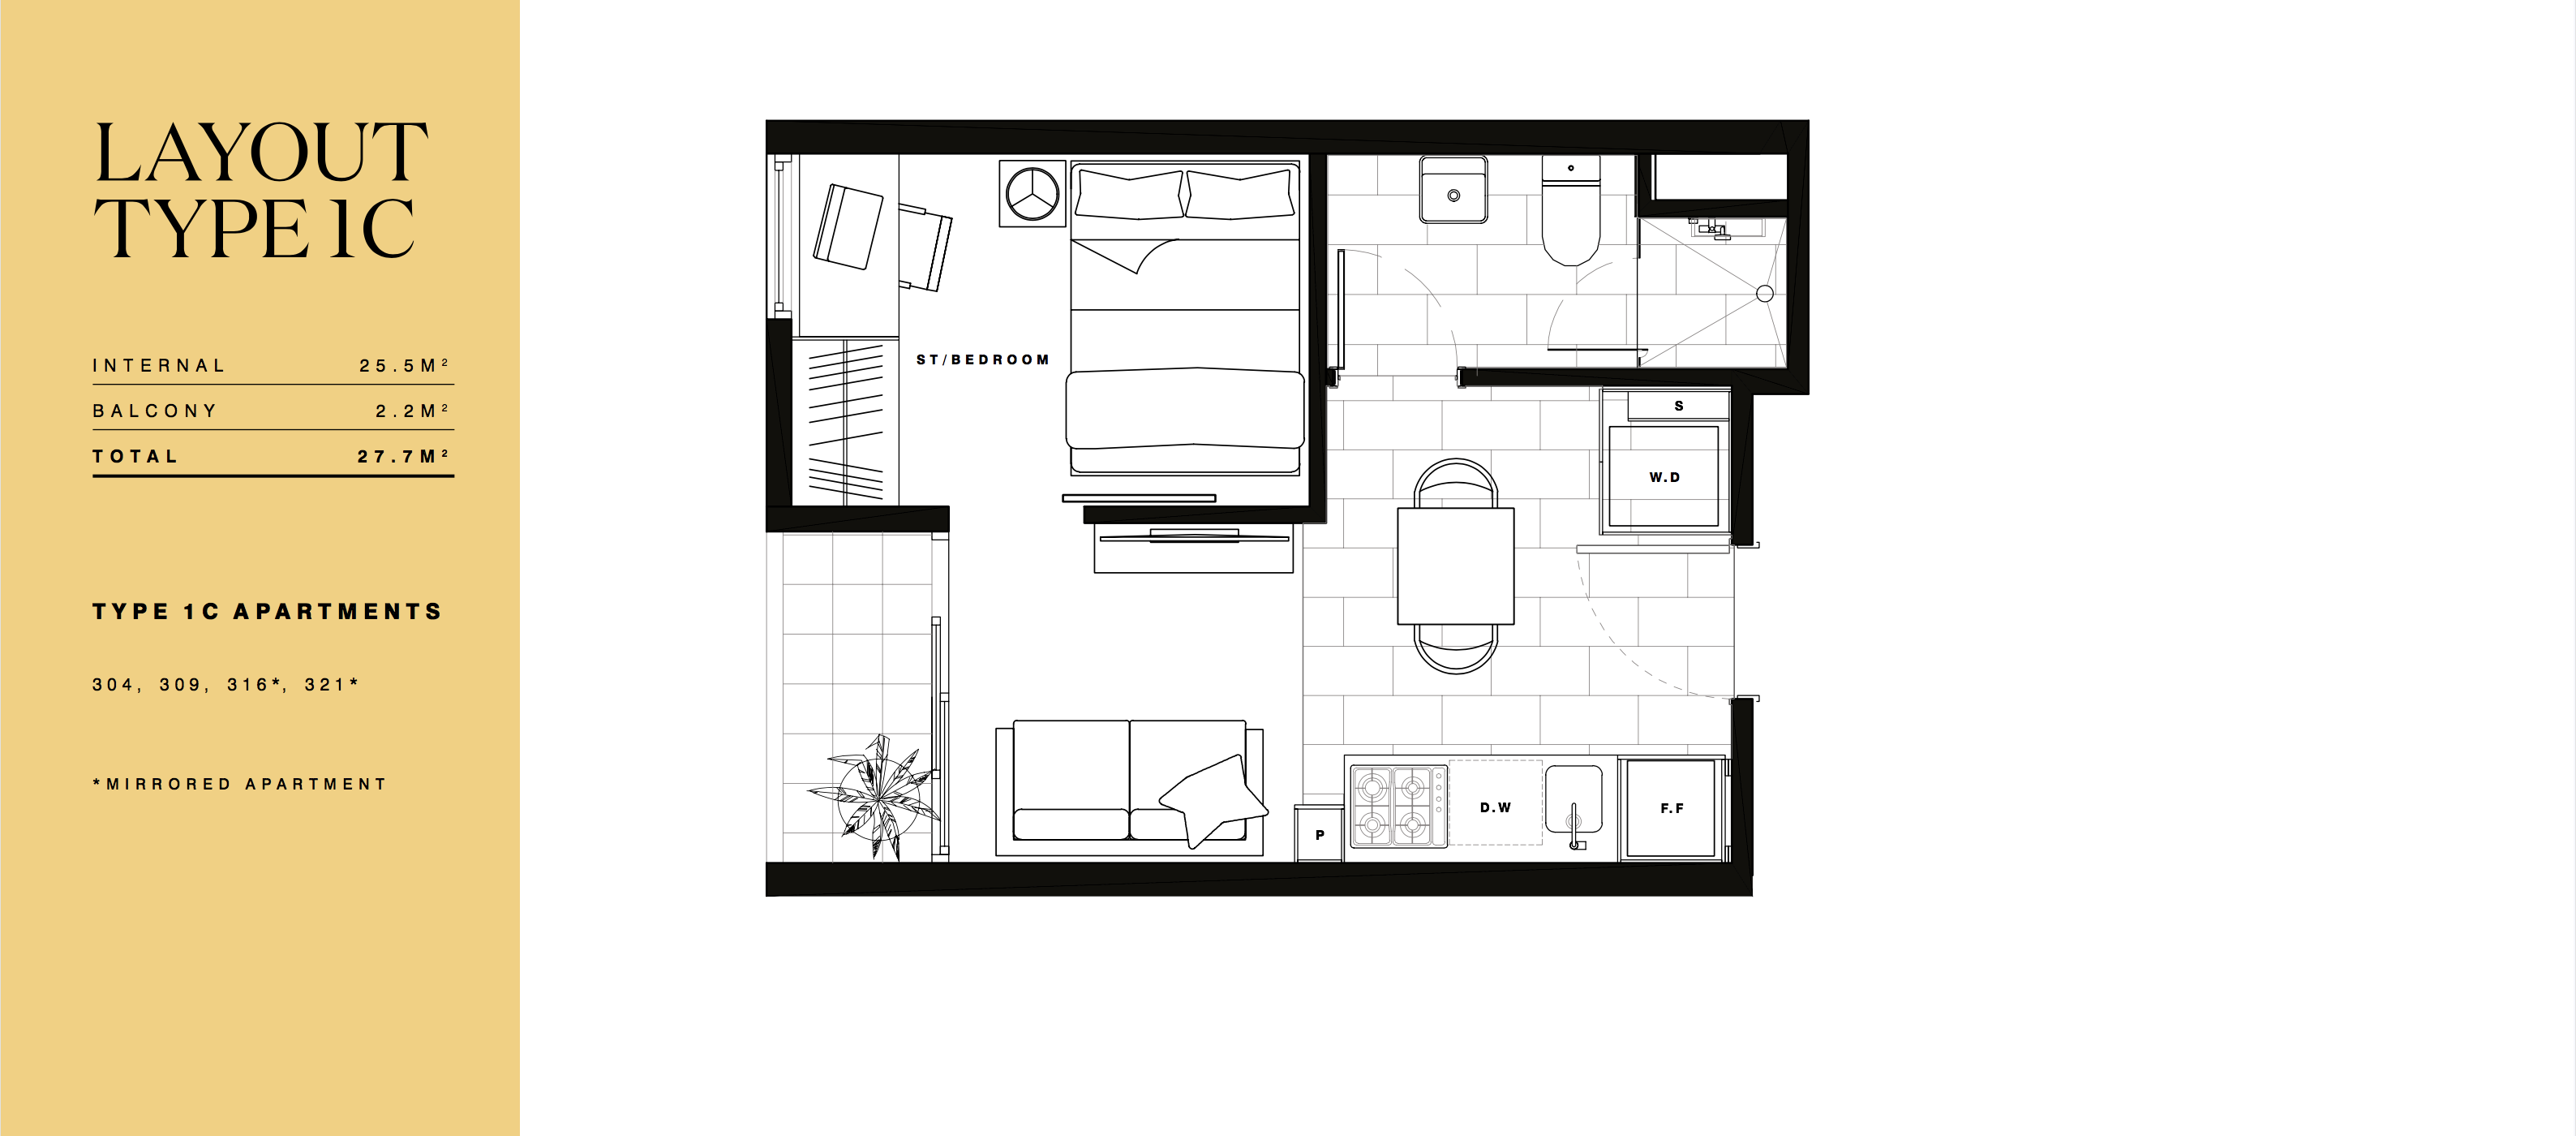 LAYOUT
TYPE 1C
INTERNAL 25.5M²
BALCONY 2.2M²
TOTAL 27.7M²
TYPE 1C APARTMENTS
304, 309, 316*, 321*
*MIRRORED APARTMENT
ST/BEDROOM
S
W.D
D.W
F.F
P